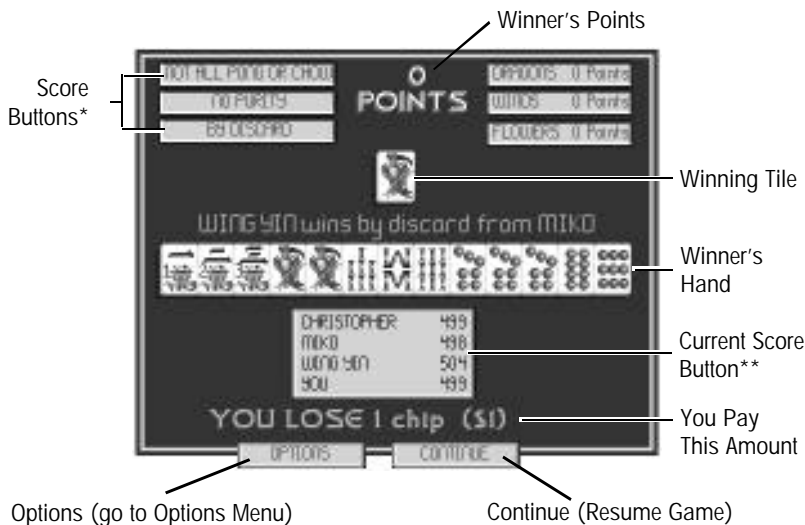 Winner's Points
Score
Buttons*
NOT ALL PONG OR CHOW
NO PURITY
BY DISCARD
0
POINTS
DRAGONS 0 Points
WINDS 0 Points
FLOWERS 0 Points
Winning Tile
WING YIN wins by discard from MIKO
Winner's
Hand
CHRISTOPHER 499
MIKO 498
WING YIN 504
YOU 499
Current Score
Button**
YOU LOSE 1 chip ($1)
You Pay
This Amount
OPTIONS
CONTINUE
Options (go to Options Menu)
Continue (Resume Game)